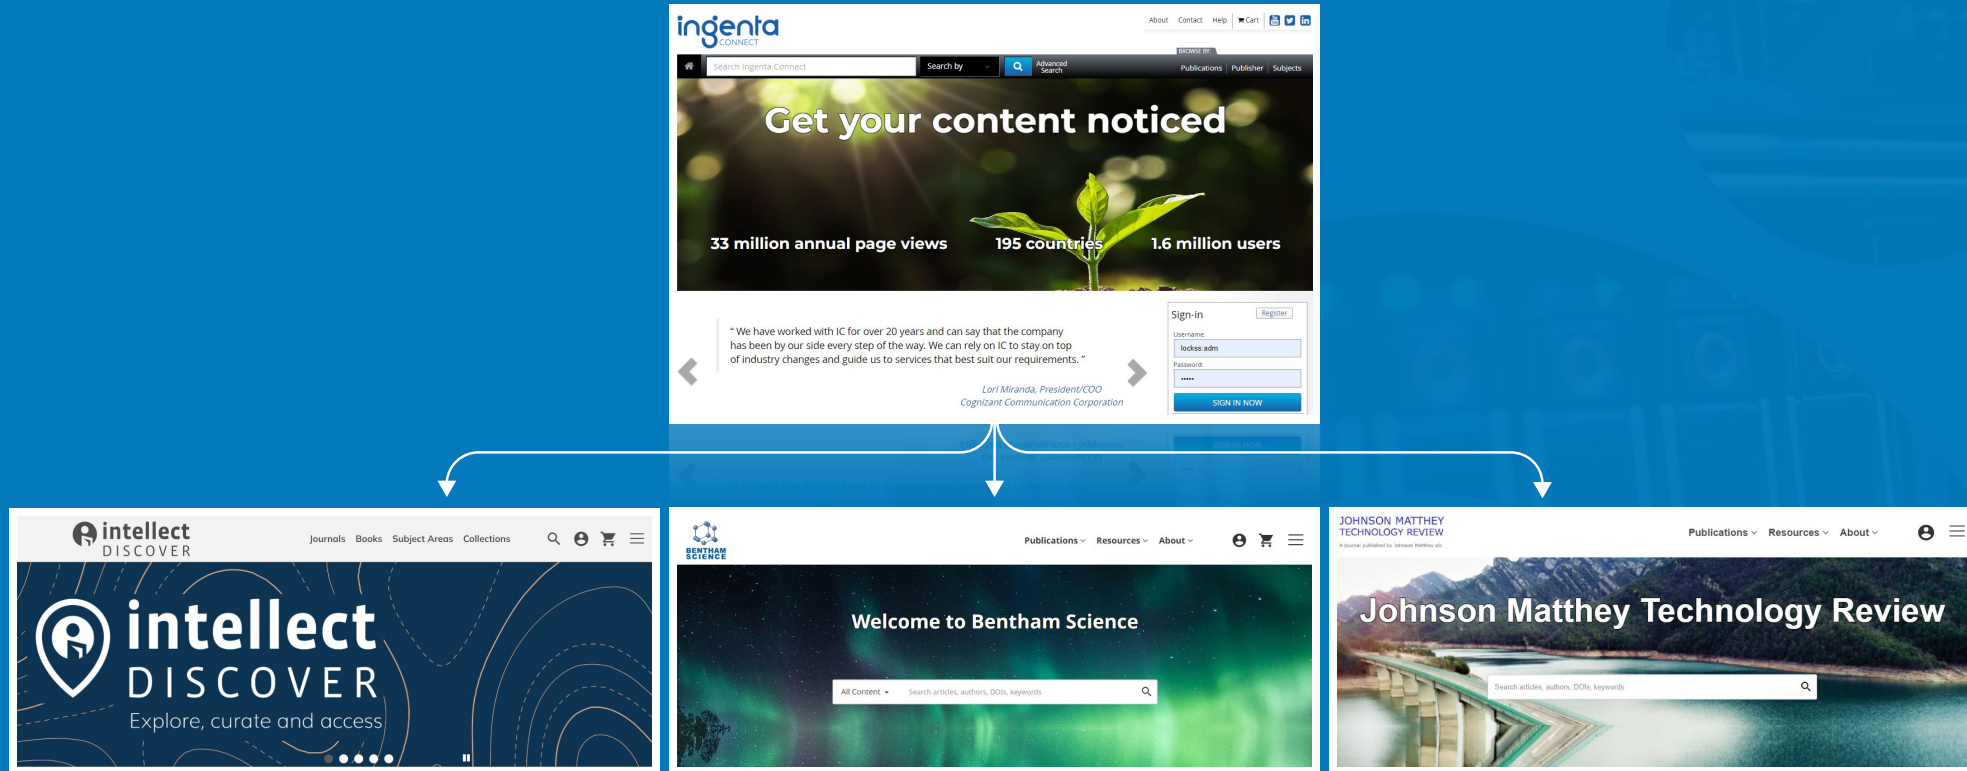 ingenta
CONNECT
About Contact Help Cart
BROWSE BY:
Search Ingenta Connect
Search by
Advanced
Search
Publications Publisher Subjects
Get your content noticed
33 million annual page views
195 countries
1.6 million users
“ We have worked with IC for over 20 years and can say that the company
has been by our side every step of the way. We can rely on IC to stay on top
of industry changes and guide us to services that best suit our requirements. ”
Lori Miranda, President/COO
Cognizant Communication Corporation
Sign-in
Register
Username:
lockss:adm
Password:
•••••
SIGN IN NOW
intellect
DISCOVER
Journals Books Subject Areas Collections
intellect
DISCOVER
Explore, curate and access
BENTHAM
SCIENCE
Publications Resources About
Welcome to Bentham Science
All Content
Search articles, authors, DOIs, keywords
JOHNSON MATTHEY
TECHNOLOGY REVIEW
A journal published by Johnson Matthey plc
Publications Resources About
Johnson Matthey Technology Review
Search articles, authors, DOIs, keywords